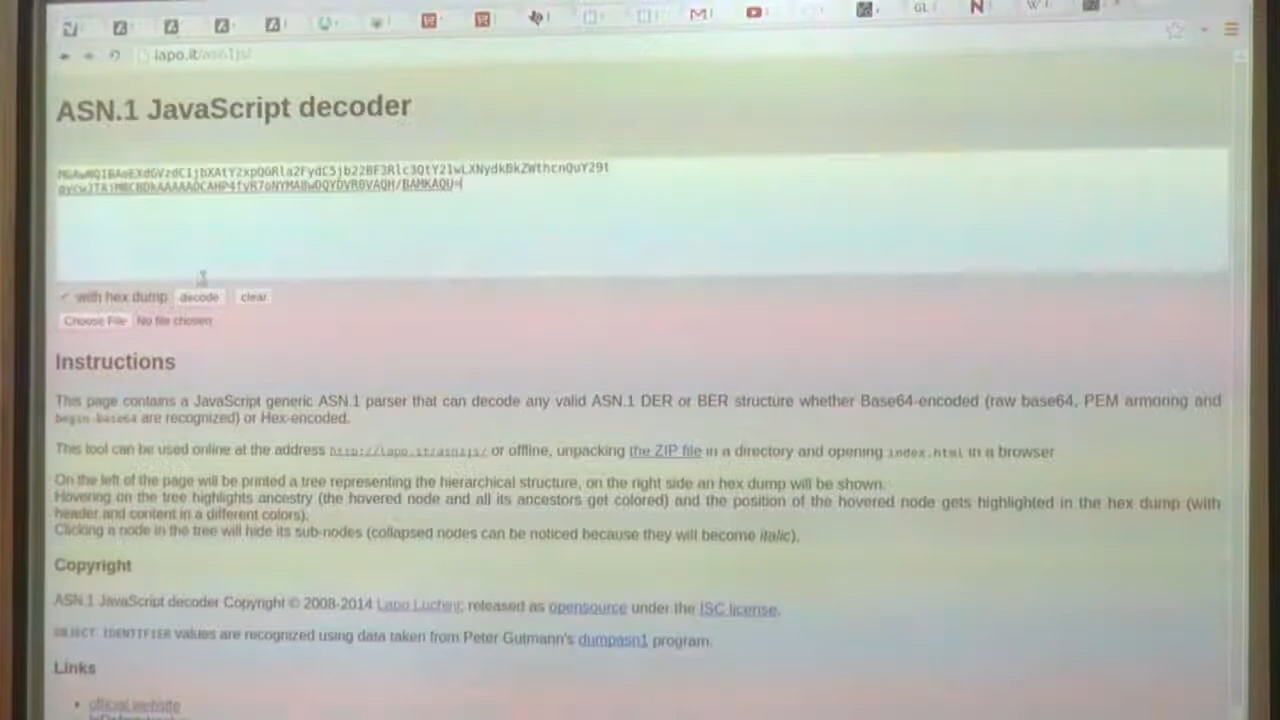 lapo.it/asn1js/
ASN.1 JavaScript decoder
with hex dump decode clear
Choose File No file chosen
Instructions
This page contains a JavaScript generic ASN.1 parser that can decode any valid ASN.1 DER or BER structure whether Base64-encoded (raw base64, PEM armoring and
begin-base64 are recognized) or Hex-encoded.
This tool can be used online at the address http://lapo.it/asn1js/ or offline, unpacking the ZIP file in a directory and opening index.html in a browser
On the left of the page will be printed a tree representing the hierarchical structure, on the right side an hex dump will be shown.
Hovering on the tree highlights ancestry (the hovered node and all its ancestors get colored) and the position of the hovered node gets highlighted in the hex dump (with
header and content in a different colors).
Clicking a node in the tree will hide its sub-nodes (collapsed nodes can be noticed because they will become italic).
Copyright
ASN.1 JavaScript decoder Copyright © 2008-2014 Lapo Luchini; released as opensource under the ISC license.
OBJECT IDENTIFIER values are recognized using data taken from Peter Gutmann's dumpasn1 program.
Links
official website